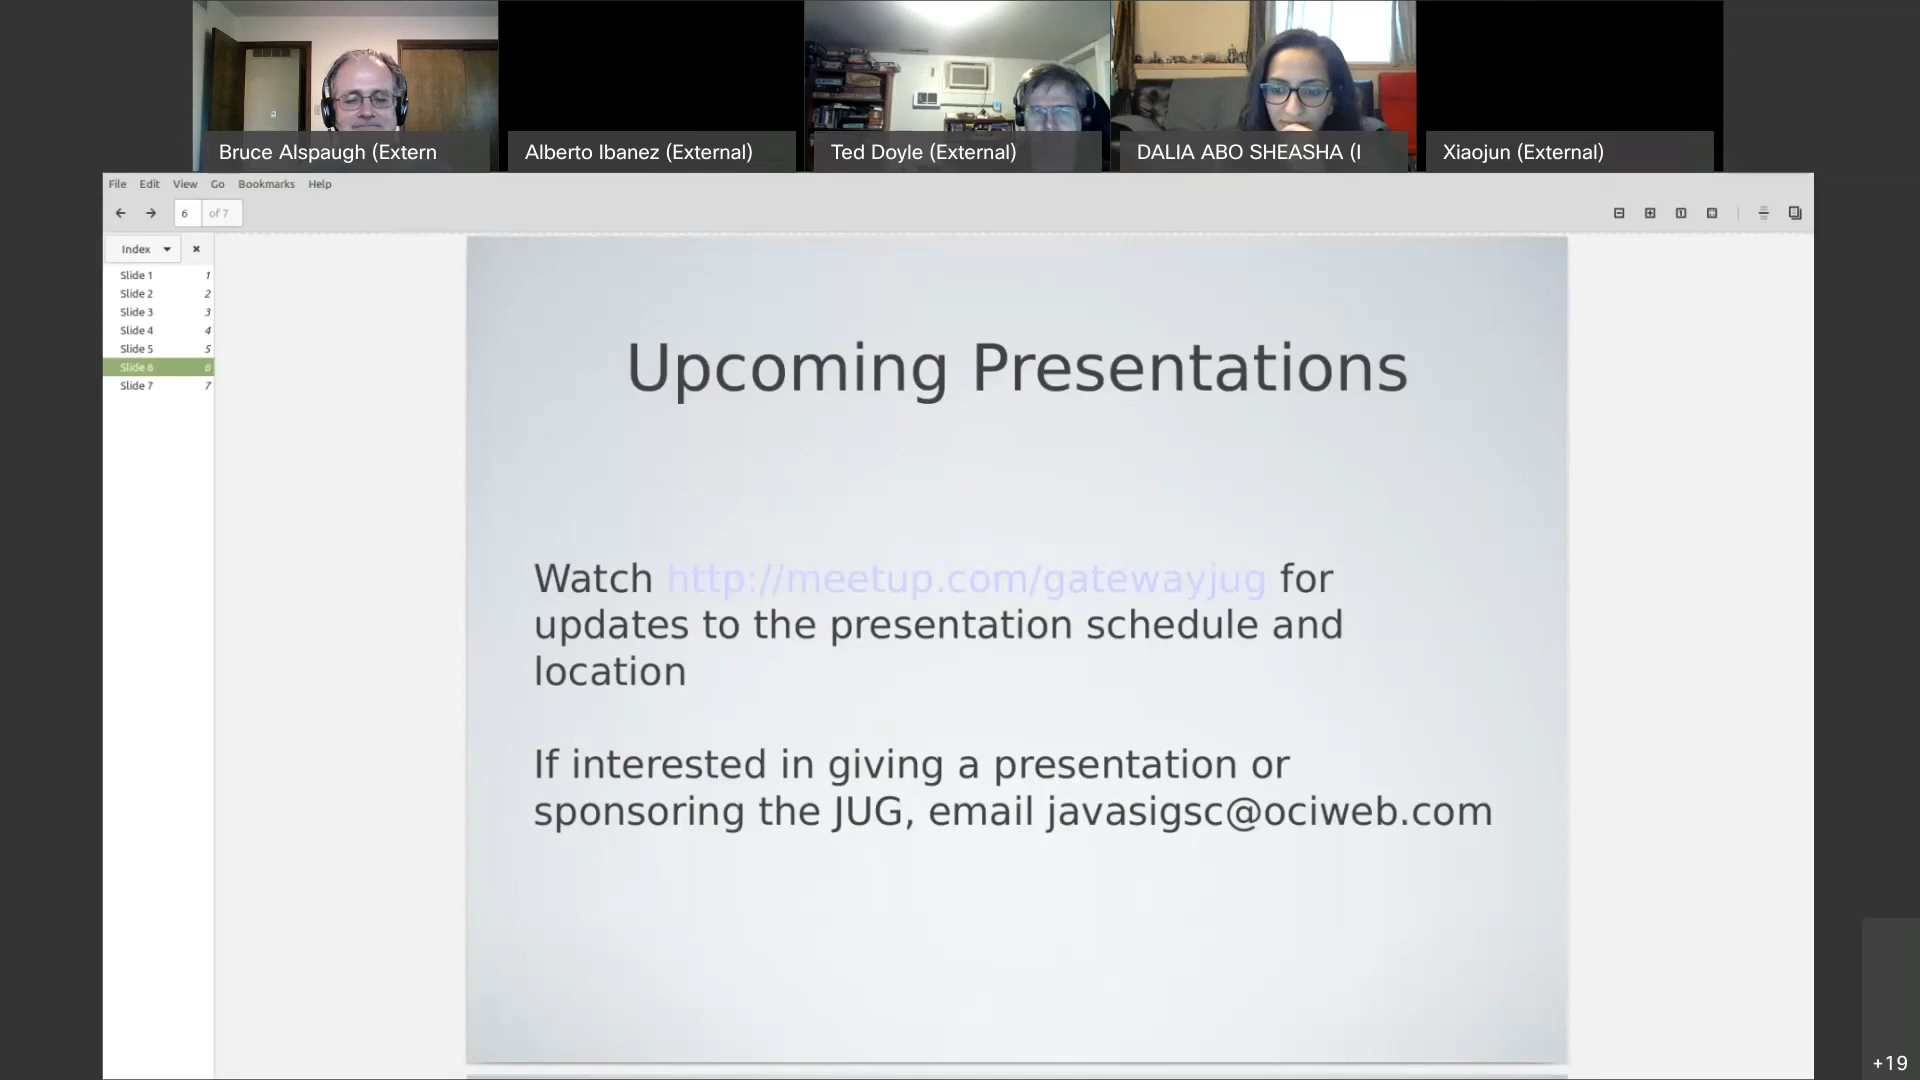 Bruce Alspaugh (Extern
Alberto Ibanez (External)
Ted Doyle (External)
DALIA ABO SHEASHA (I
Xiaojun (External)
File Edit View Go Bookmarks Help
6 of 7
Index
Slide 1 1
Slide 2 2
Slide 3 3
Slide 4 4
Slide 5 5
Slide 6 6
Slide 7 7
Upcoming Presentations
Watch http://meetup.com/gatewayjug for
updates to the presentation schedule and
location
If interested in giving a presentation or
sponsoring the JUG, email javasigsc@ociweb.com
+19